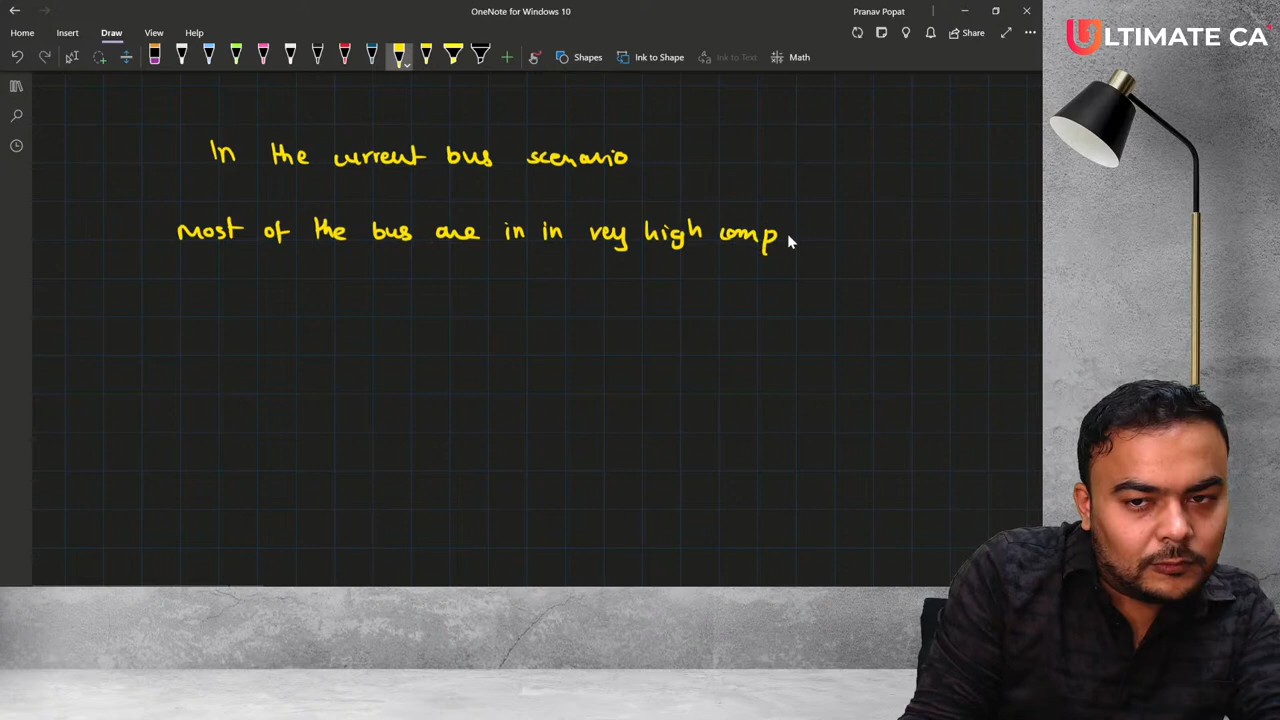 OneNote for Windows 10
Pranav Popat
Home Insert Draw View Help
Shapes Ink to Shape Ink to Text Math
Share
ULTIMATE CA
In the current bus scenario
most of the bus are in in very high comp